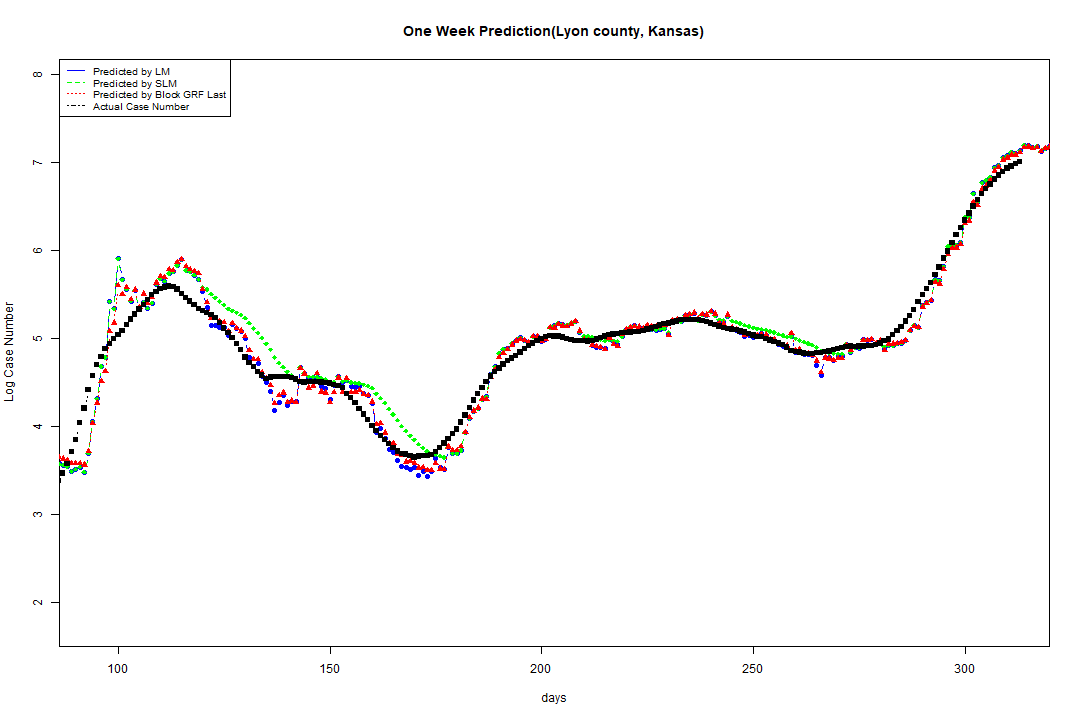 One Week Prediction(Lyon county, Kansas)
Predicted by LM
Predicted by SLM
Predicted by Block GRF Last
Actual Case Number
8
7
6
5
4
3
2
Log Case Number
100 150 200 250 300
days